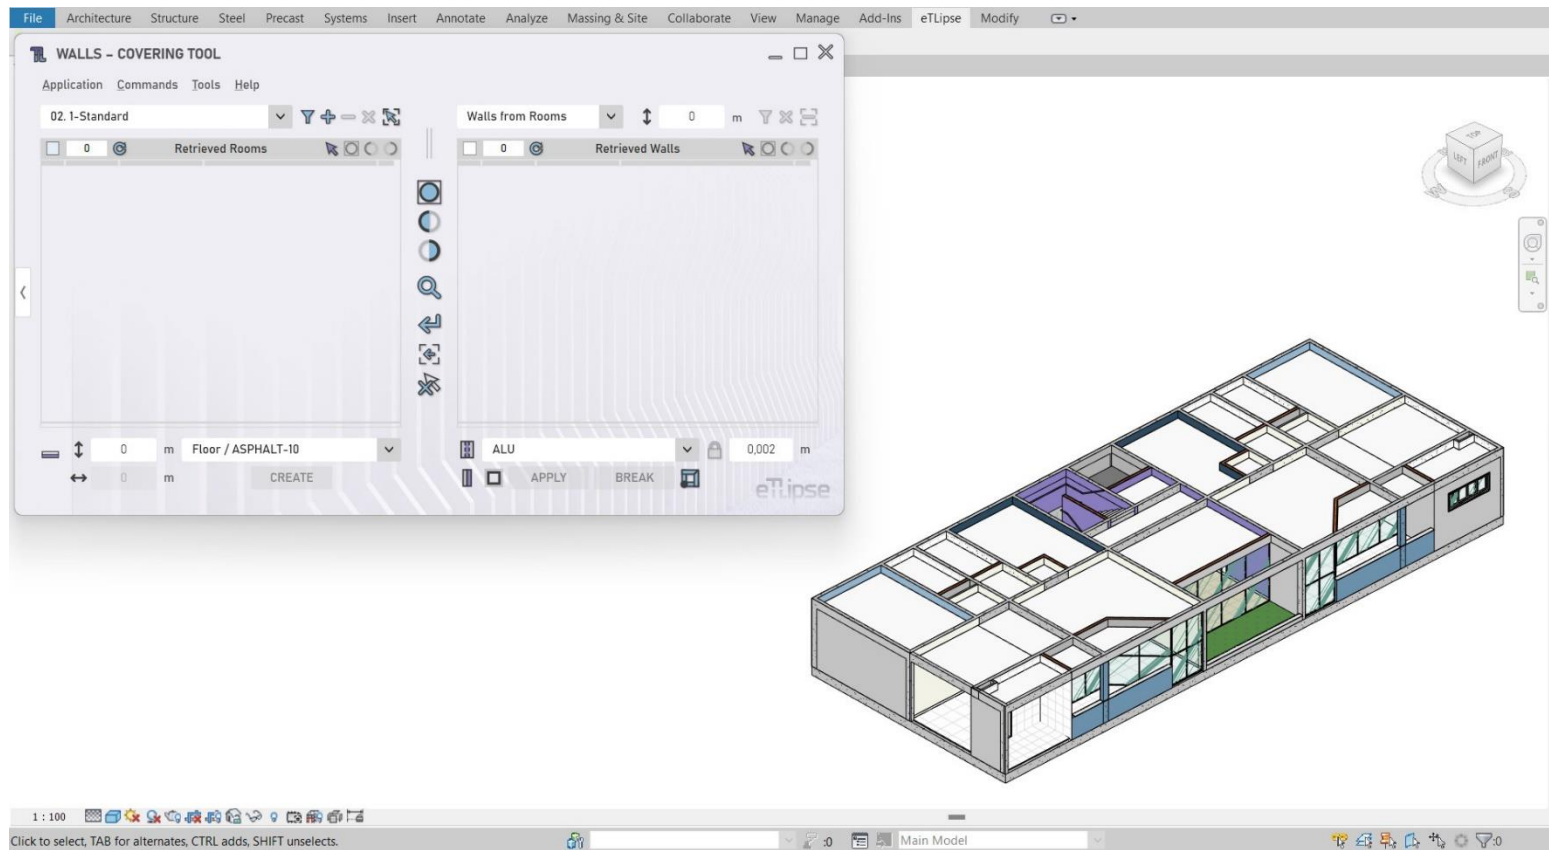 File Architecture Structure Steel Precast Systems Insert Annotate Analyze Massing & Site Collaborate View Manage Add-Ins eTLipse Modify
WALLS - COVERING TOOL
Application Commands Tools Help
02. 1-Standard Walls from Rooms 0 m
0 Retrieved Rooms 0 Retrieved Walls
TOP
LEFT FRONT
0 m Floor / ASPHALT-10 ALU 0,002 m
0 m CREATE APPLY BREAK
eTLipse
1 : 100
Click to select, TAB for alternates, CTRL adds, SHIFT unselects. :0 Main Model :0